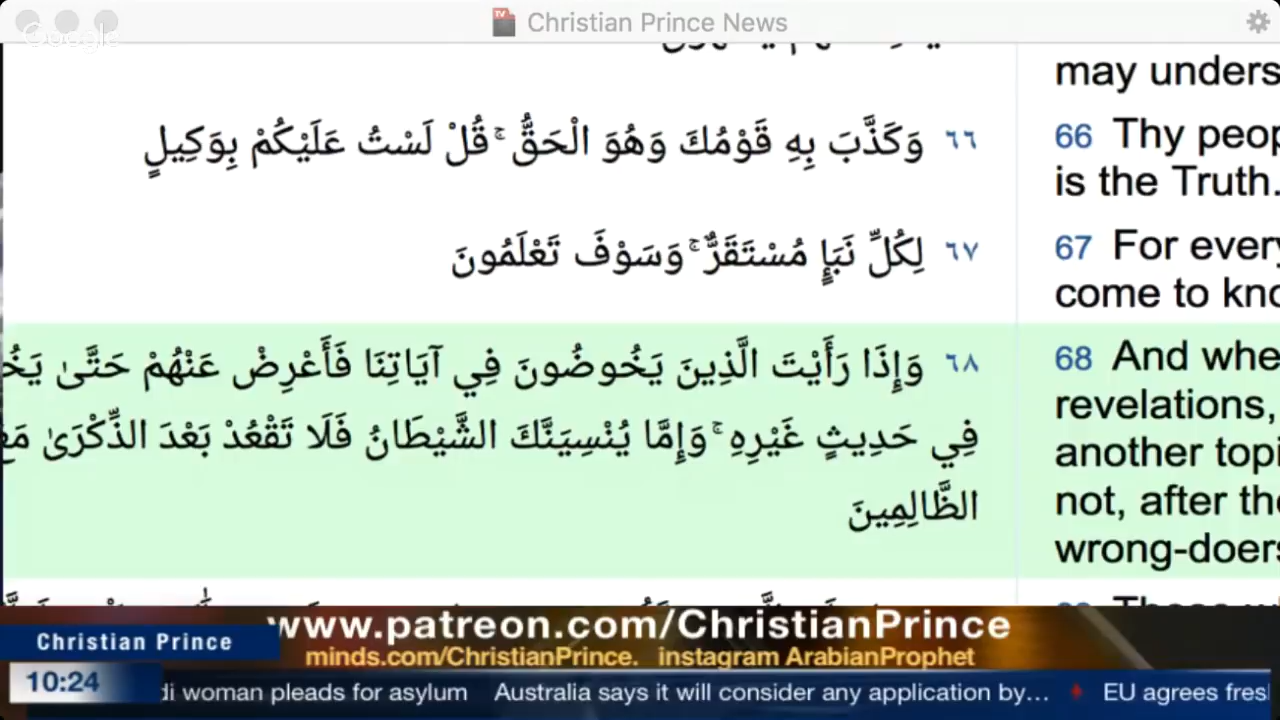 Christian Prince News
Google
may unders
٦٦ وَكَذَّبَ بِهِ قَوْمُكَ وَهُوَ الْحَقُّ ۚ قُلْ لَسْتُ عَلَيْكُمْ بِوَكِيلٍ
66 Thy peop
is the Truth.
٦٧ لِكُلِّ نَبَإٍ مُسْتَقَرٌّ ۚ وَسَوْفَ تَعْلَمُونَ
67 For every
come to kno
٦٨ وَإِذَا رَأَيْتَ الَّذِينَ يَخُوضُونَ فِي آيَاتِنَا فَأَعْرِضْ عَنْهُمْ حَتَّىٰ يَخُ
فِي حَدِيثٍ غَيْرِهِ ۚ وَإِمَّا يُنْسِيَنَّكَ الشَّيْطَانُ فَلَا تَقْعُدْ بَعْدَ الذِّكْرَىٰ
الظَّالِمِينَ
68 And whe
revelations,
another topi
not, after the
wrong-doers
www.patreon.com/ChristianPrince
minds.com/ChristianPrince. instagram ArabianProphet
Christian Prince
10:24
di woman pleads for asylum Australia says it will consider any application by... EU agrees fresh